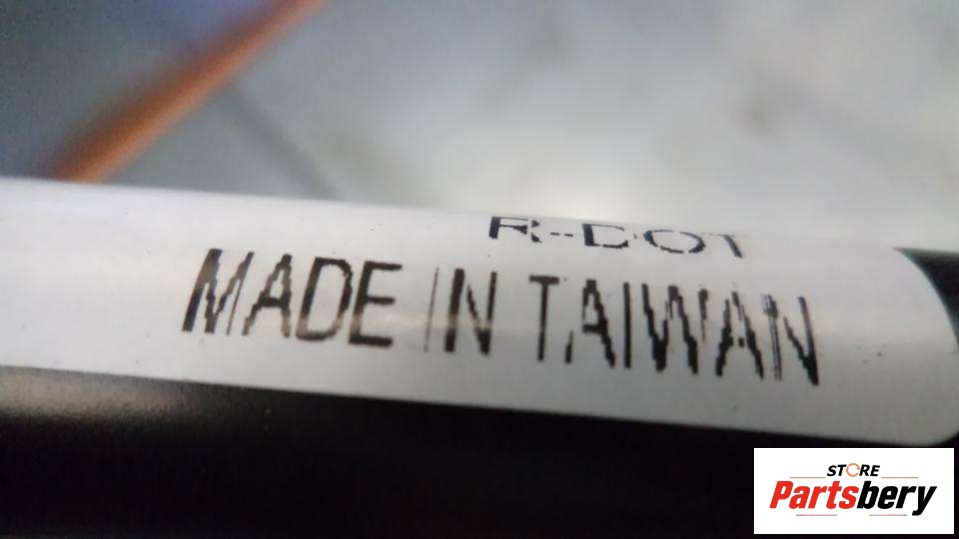 R-DOT
MADE IN TAIWAN
STORE
Partsbery